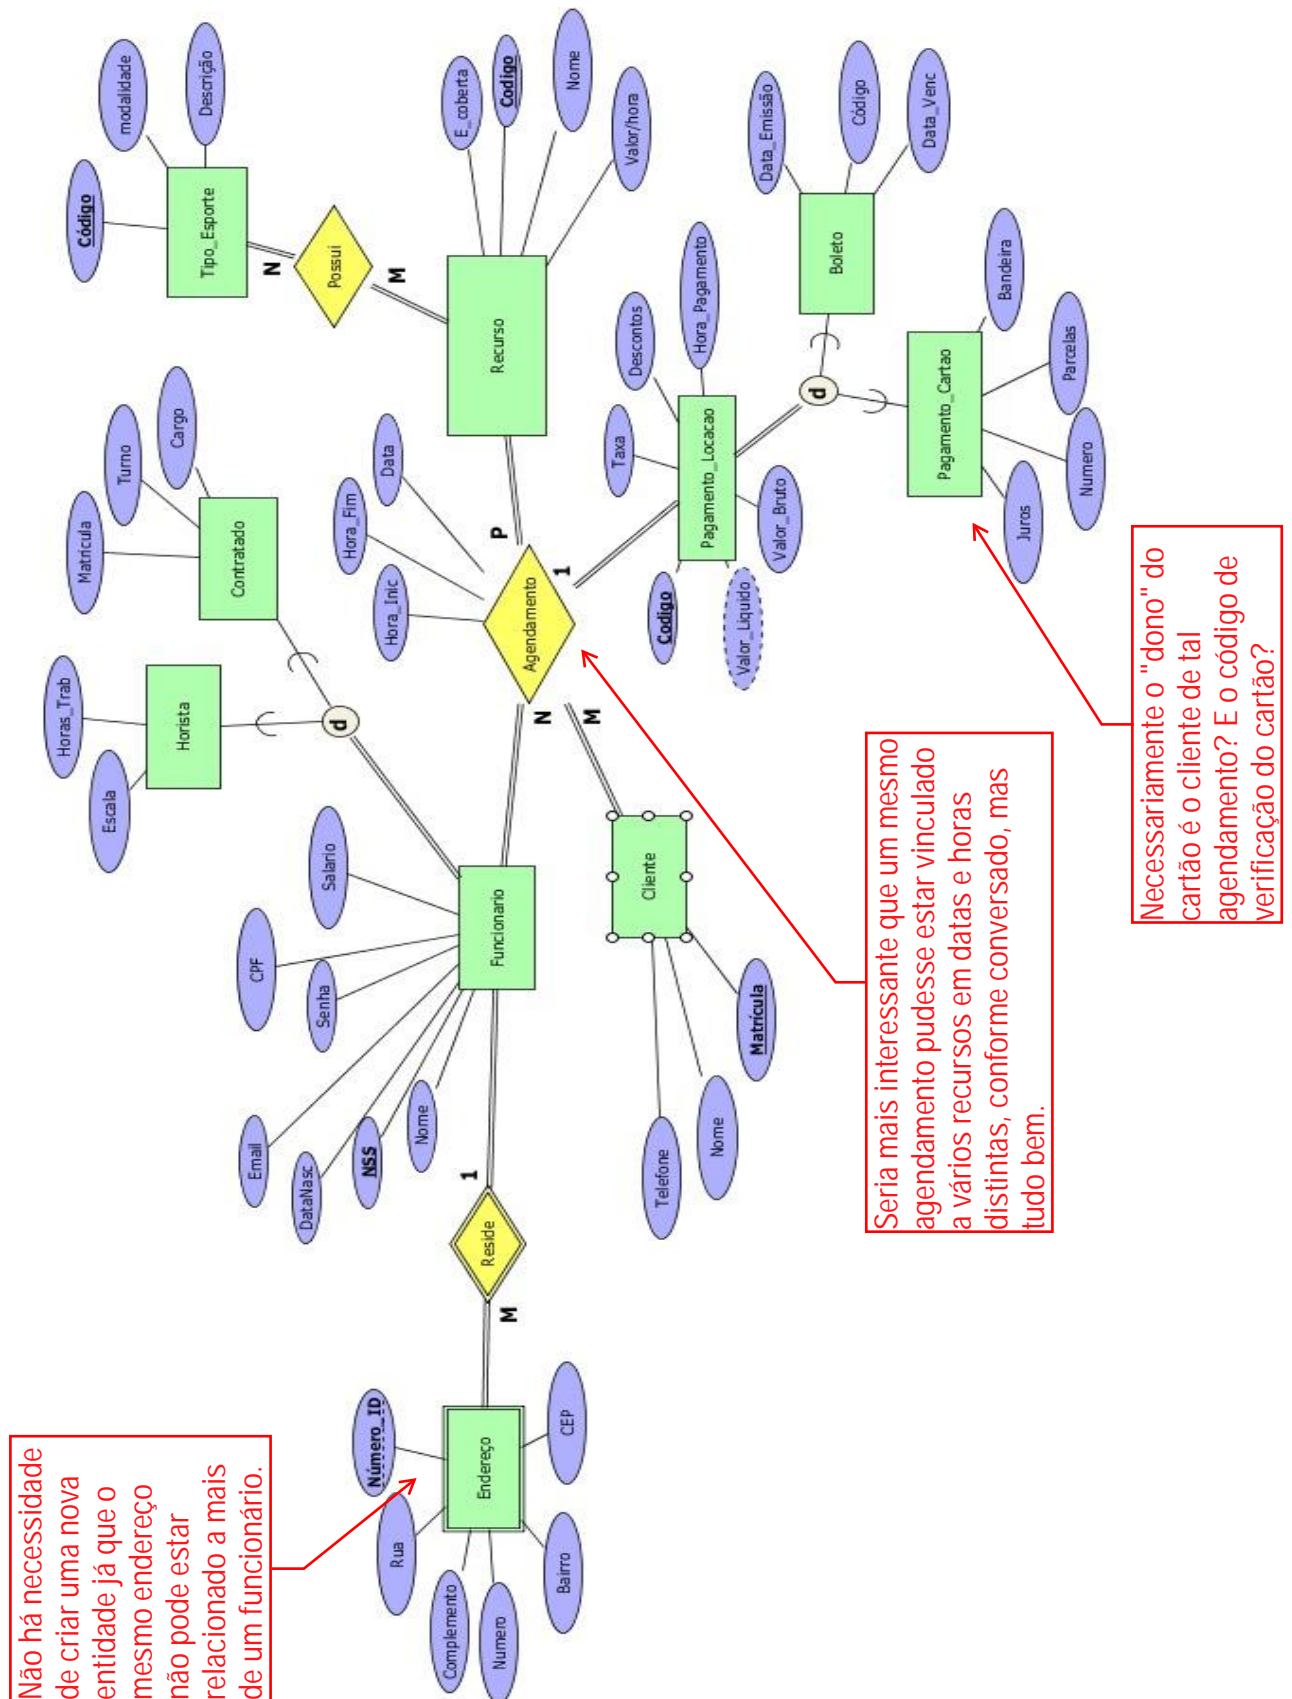 Código
modalidade
Descrição
Tipo_Esporte
N
Possui
M
E_coberta
Codigo
Nome
Valor/hora
Recurso
Matricula
Turno
Cargo
Contratado
Horas_Trab
Escala
Horista
d
Hora_Inic
Hora_Fim
Data
P
Agendamento
1
N
M
Taxa
Descontos
Hora_Pagamento
Pagamento_Locacao
Codigo
Valor_Liquido
Valor_Bruto
d
Data_Emissão
Código
Data_Venc
Boleto
Pagamento_Cartao
Bandeira
Parcelas
Numero
Juros
CPF
Salario
Senha
Email
DataNasc
NSS
Nome
Funcionario
Cliente
Matrícula
Nome
Telefone
1
Reside
M
Número_ID
Rua
Complemento
Numero
Bairro
CEP
Endereço
Não há necessidade
de criar uma nova
entidade já que o
mesmo endereço
não pode estar
relacionado a mais
de um funcionário.
Seria mais interessante que um mesmo
agendamento pudesse estar vinculado
a vários recursos em datas e horas
distintas, conforme conversado, mas
tudo bem.
Necessariamente o "dono" do
cartão é o cliente de tal
agendamento? E o código de
verificação do cartão?